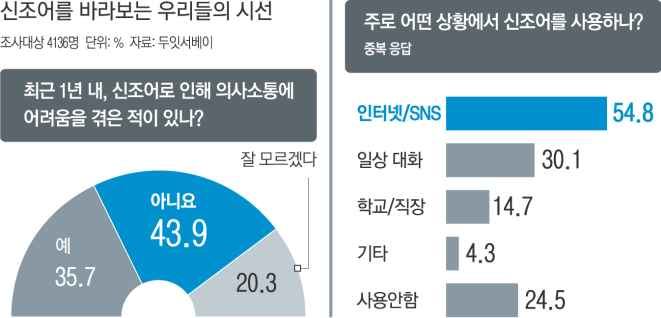 신조어를 바라보는 우리들의 시선
조사대상 4136명 단위: % 자료: 두잇서베이
최근 1년 내, 신조어로 인해 의사소통에
어려움을 겪은 적이 있나?
잘 모르겠다
아니요
43.9
예
35.7
20.3
주로 어떤 상황에서 신조어를 사용하나?
중복 응답
인터넷/SNS 54.8
일상 대화 30.1
학교/직장 14.7
기타 4.3
사용안함 24.5